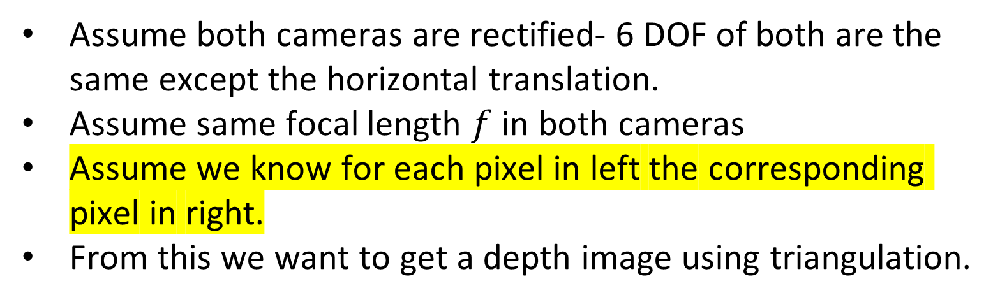 • Assume both cameras are rectified- 6 DOF of both are the
same except the horizontal translation.
• Assume same focal length f in both cameras
• Assume we know for each pixel in left the corresponding
pixel in right.
• From this we want to get a depth image using triangulation.